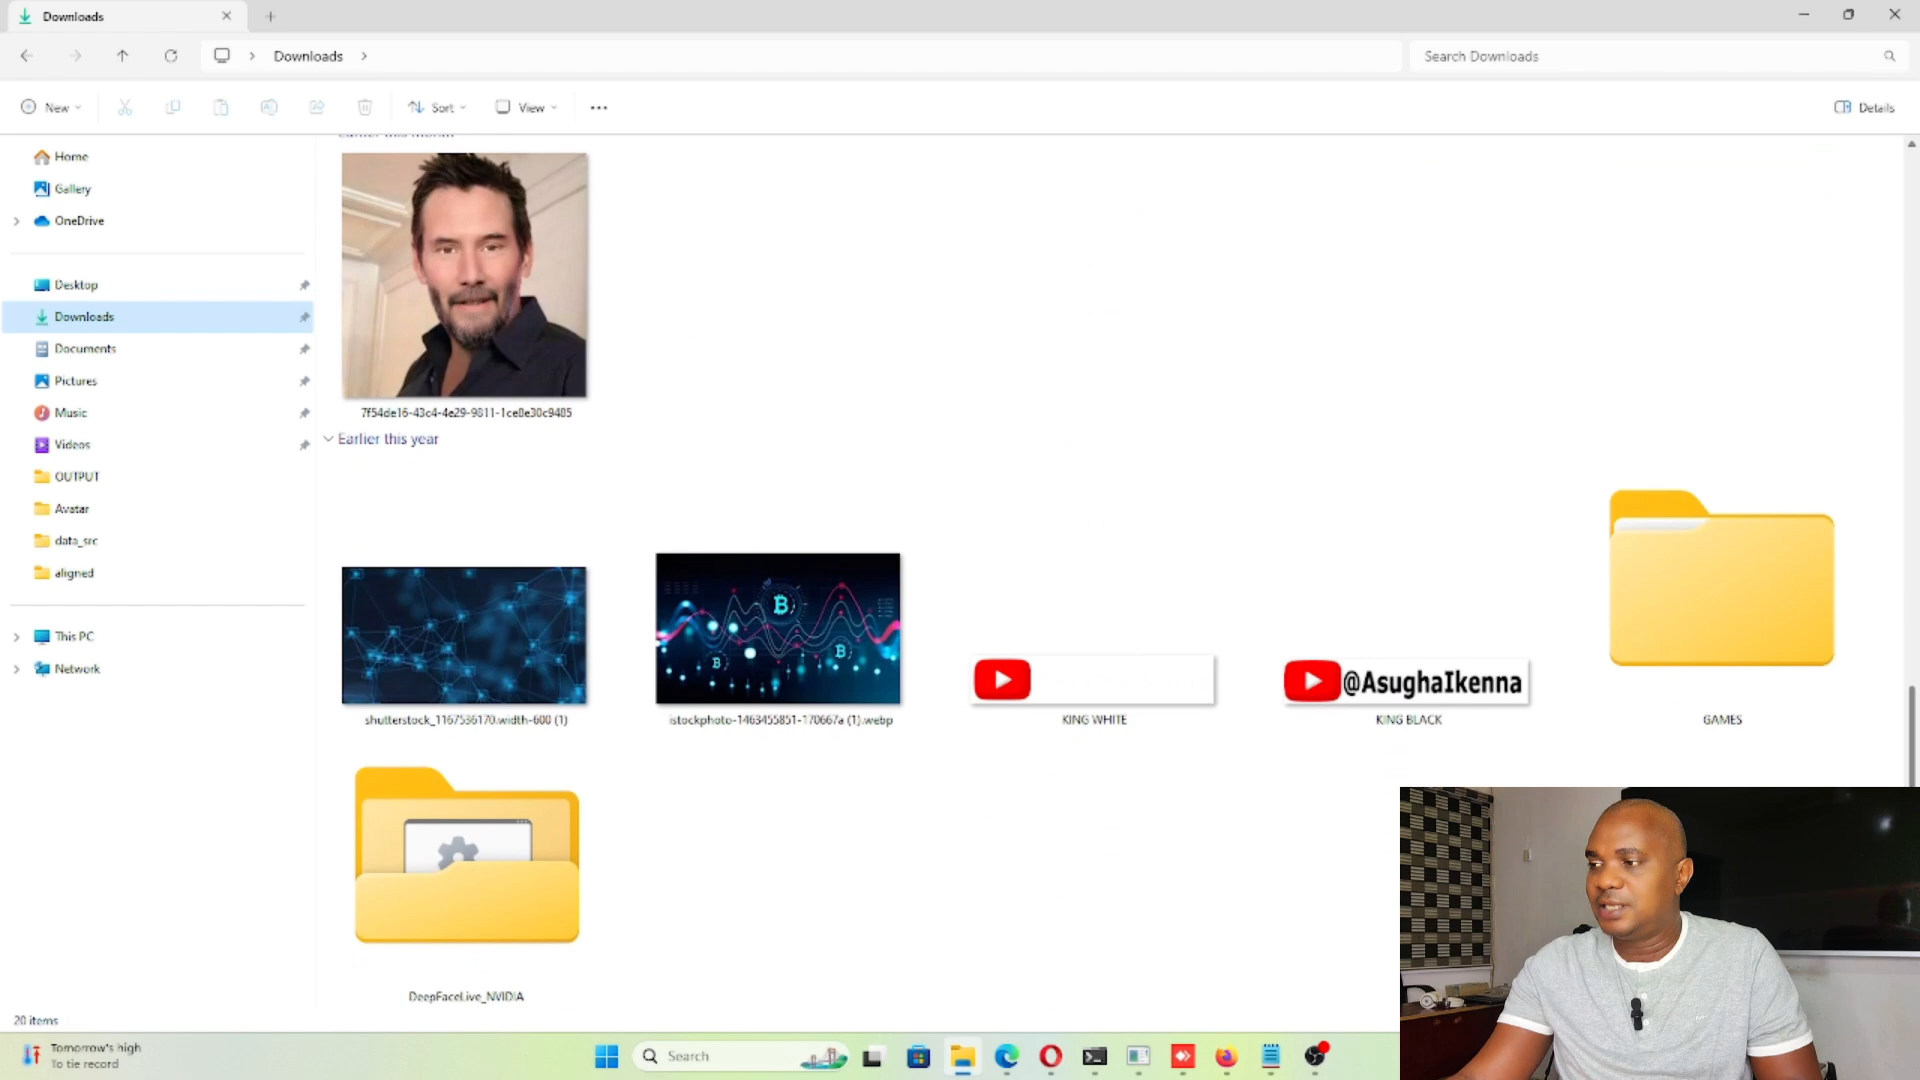 Downloads
Downloads
Search Downloads
New
Sort
View
Details
Home
Gallery
OneDrive
Desktop
Downloads
Documents
Pictures
Music
Videos
OUTPUT
Avatar
data_src
aligned
This PC
Network
7f54de16-43c4-4e29-9811-1ce8e30c9485
Earlier this year
@AsughaIkenna
shutterstock_1167536170.width-600 (1)
istockphoto-1463455851-170667a (1).webp
KING WHITE
KING BLACK
GAMES
DeepFaceLive_NVIDIA
20 items
Tomorrow's high
To tie record
Search